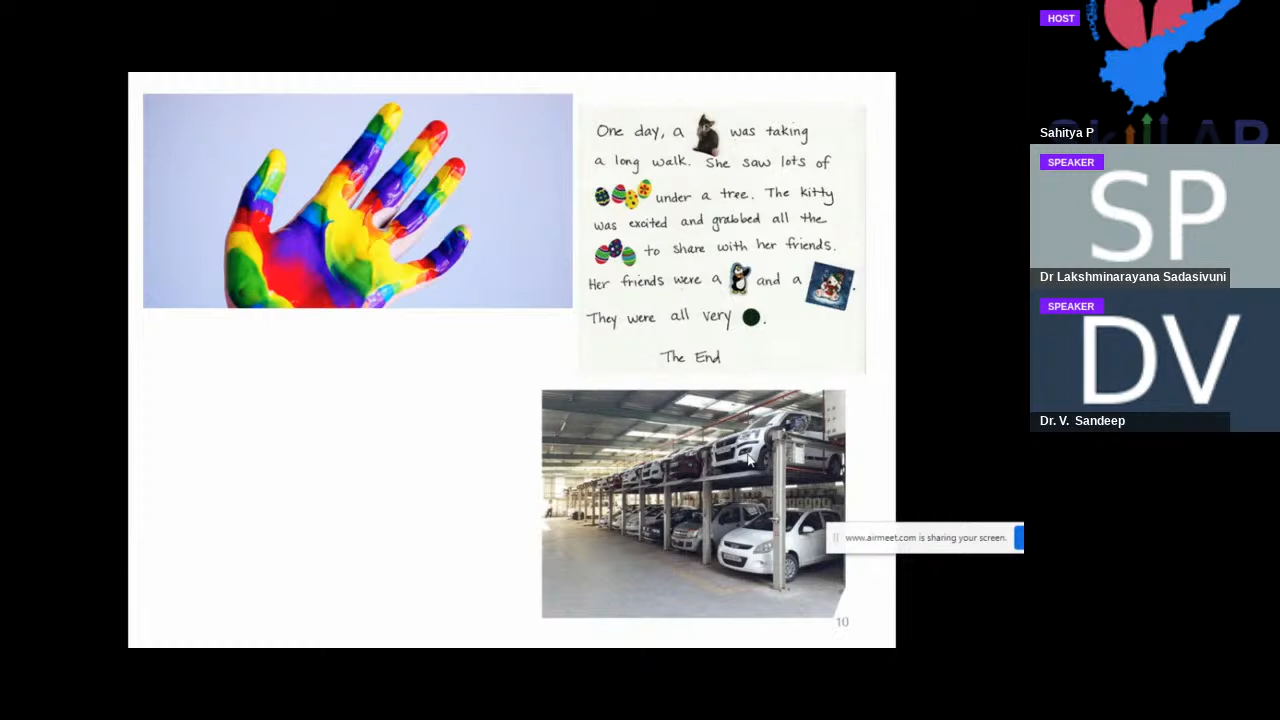 One day, a was taking
a long walk. She saw lots of
under a tree. The kitty
was excited and grabbed all the
to share with her friends.
Her friends were a and a .
They were all very .
The End
www.airmeet.com is sharing your screen.
10
HOST
Sahitya P
SPEAKER
SP
Dr Lakshminarayana Sadasivuni
SPEAKER
DV
Dr. V. Sandeep